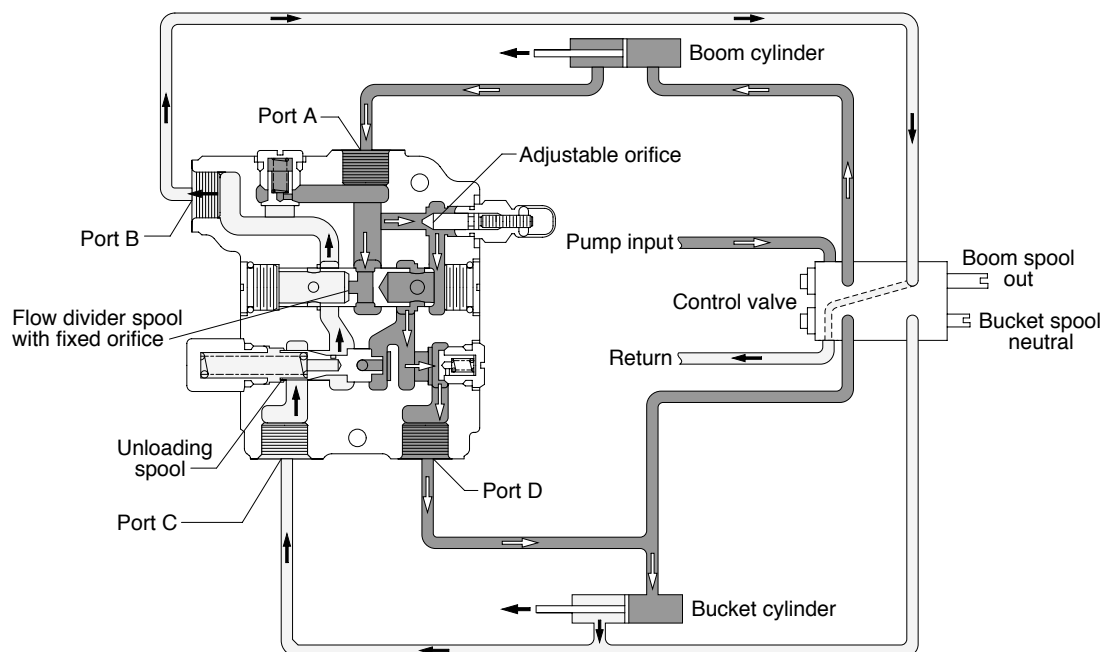 Boom cylinder
Port A
Adjustable orifice
Port B
Pump input
Boom spool
out
Control valve
Flow divider spool
with fixed orifice
Bucket spool
neutral
Return
Unloading
spool
Port D
Port C
Bucket cylinder